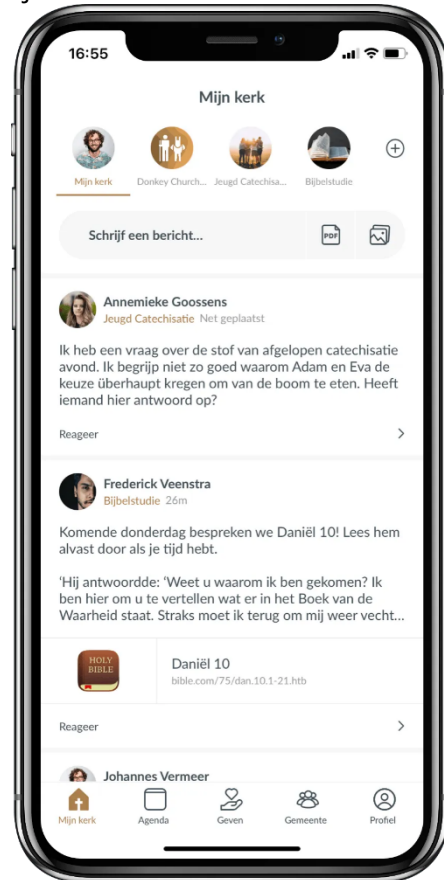 16:55
Mijn kerk
Mijn kerk
Donkey Church...
Jeugd Catechisa...
Bijbelstudie
Schrijf een bericht...
PDF
Annemieke Goossens
Jeugd Catechisatie Net geplaatst
Ik heb een vraag over de stof van afgelopen catechisatie
avond. Ik begrijp niet zo goed waarom Adam en Eva de
keuze überhaupt kregen om van de boom te eten. Heeft
iemand hier antwoord op?
Reageer
Frederick Veenstra
Bijbelstudie 26m
Komende donderdag bespreken we Daniël 10! Lees hem
alvast door als je tijd hebt.
'Hij antwoordde: 'Weet u waarom ik ben gekomen? Ik
ben hier om u te vertellen wat er in het Boek van de
Waarheid staat. Straks moet ik terug om mij weer vecht...
HOLY
BIBLE
Daniël 10
bible.com/75/dan.10.1-21.htb
Reageer
Johannes Vermeer
Mijn kerk
Agenda
Geven
Gemeente
Profiel